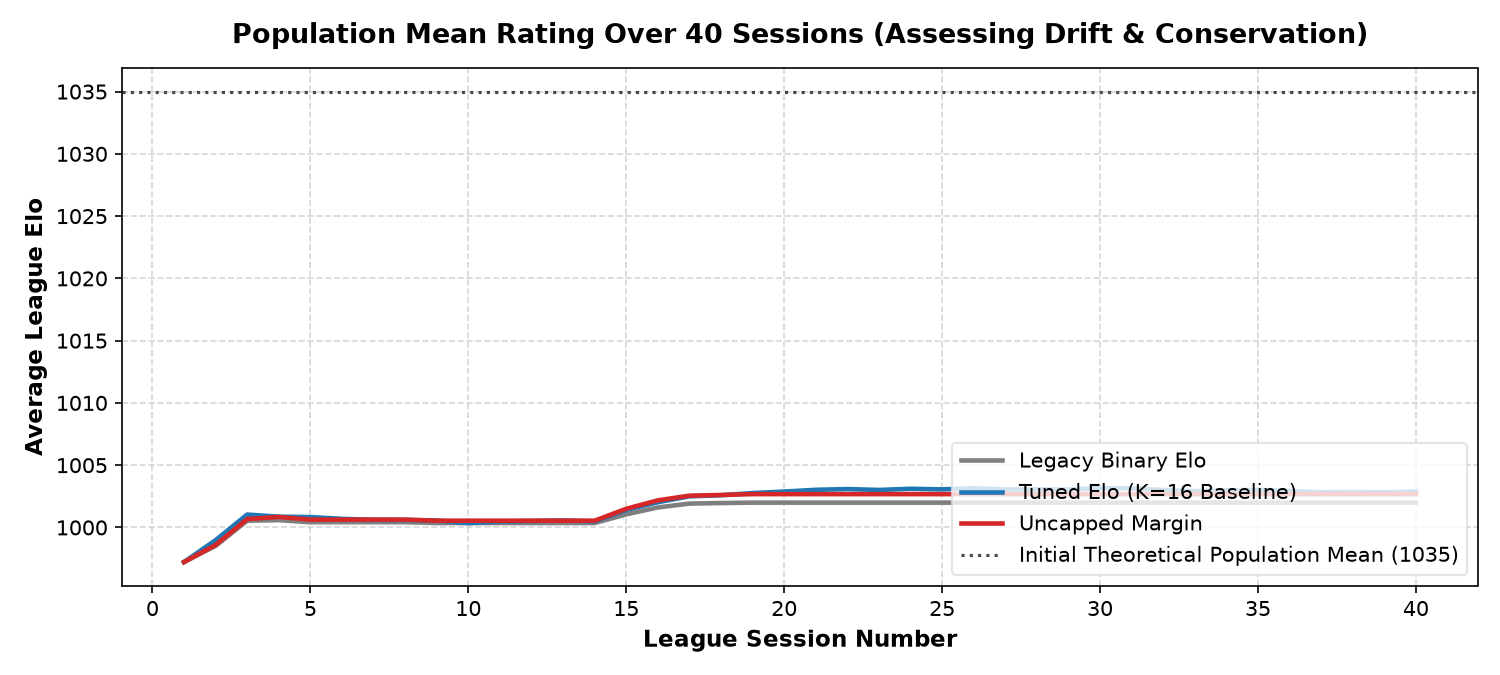 Population Mean Rating Over 40 Sessions (Assessing Drift & Conservation)
Average League Elo
1035
1030
1025
1020
1015
1010
1005
1000
Legacy Binary Elo
Tuned Elo (K=16 Baseline)
Uncapped Margin
Initial Theoretical Population Mean (1035)
0 5 10 15 20 25 30 35 40
League Session Number